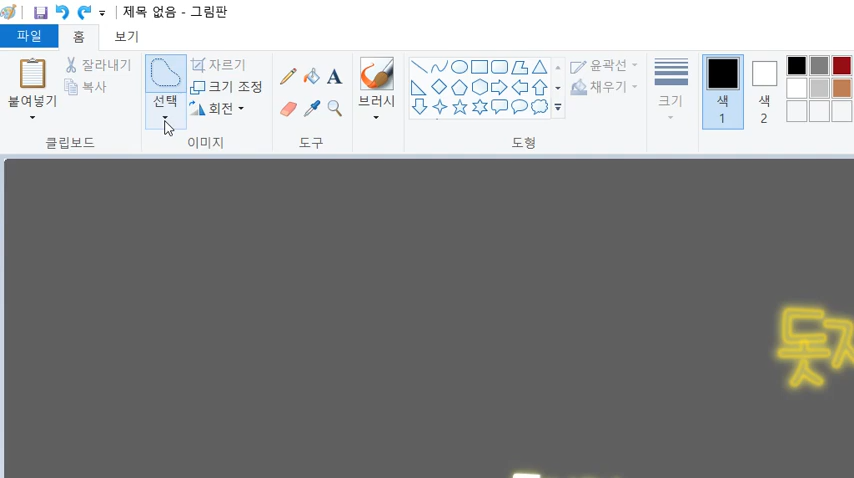 제목 없음 - 그림판
파일 홈 보기
붙여넣기 잘라내기 복사 클립보드
선택 자르기 크기 조정 회전 이미지
A 도구
브러시
윤곽선 채우기 도형
크기
색 1
색 2
돗